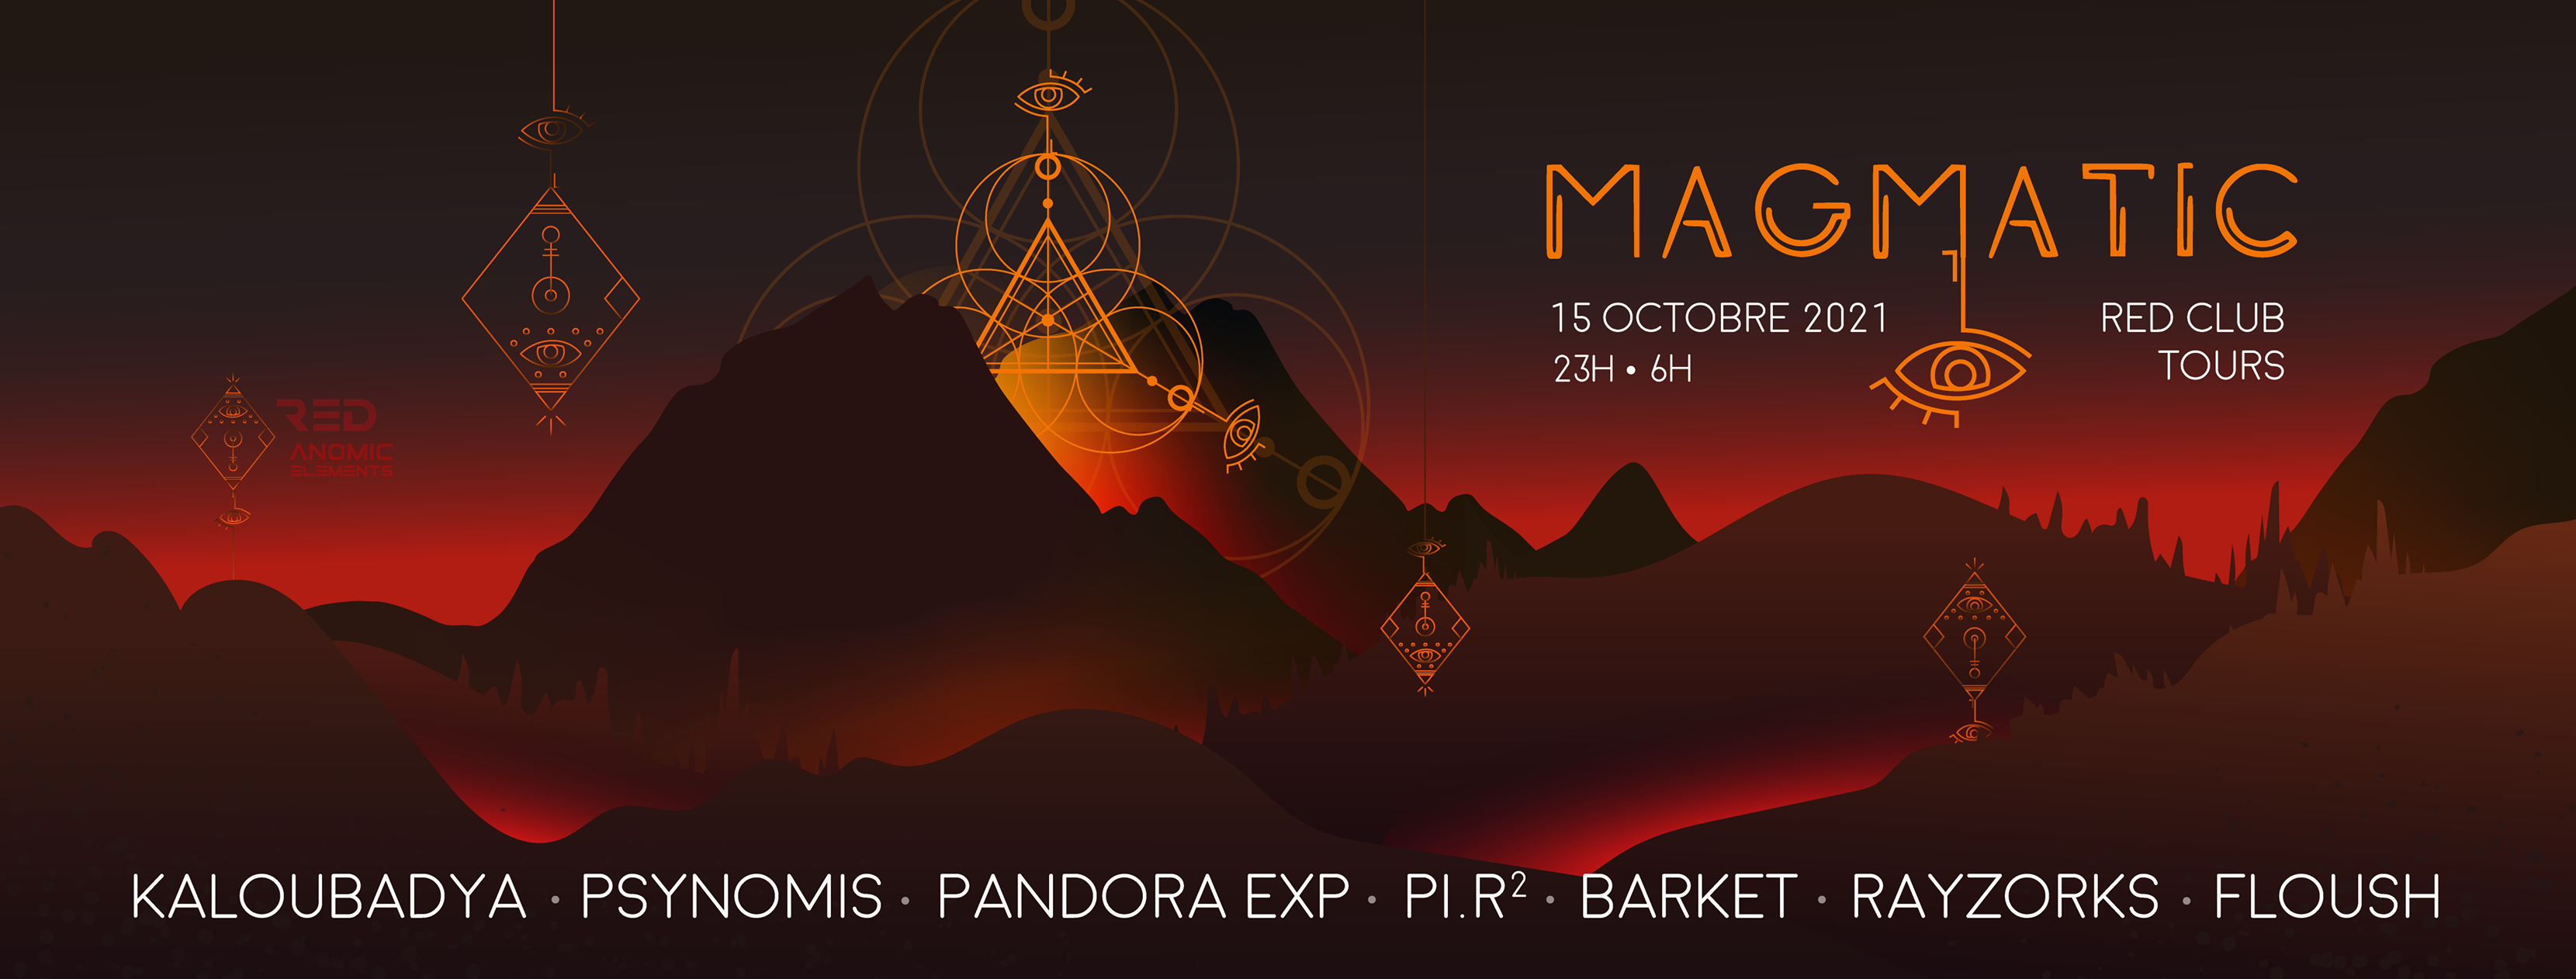 MAGMATIC
15 OCTOBRE 2021
23H • 6H
RED CLUB
TOURS
RED
ANOMIC
ELEMENTS
KALOUBADYA · PSYNOMIS · PANDORA EXP · PI.R² · BARKET · RAYZORKS · FLOUSH